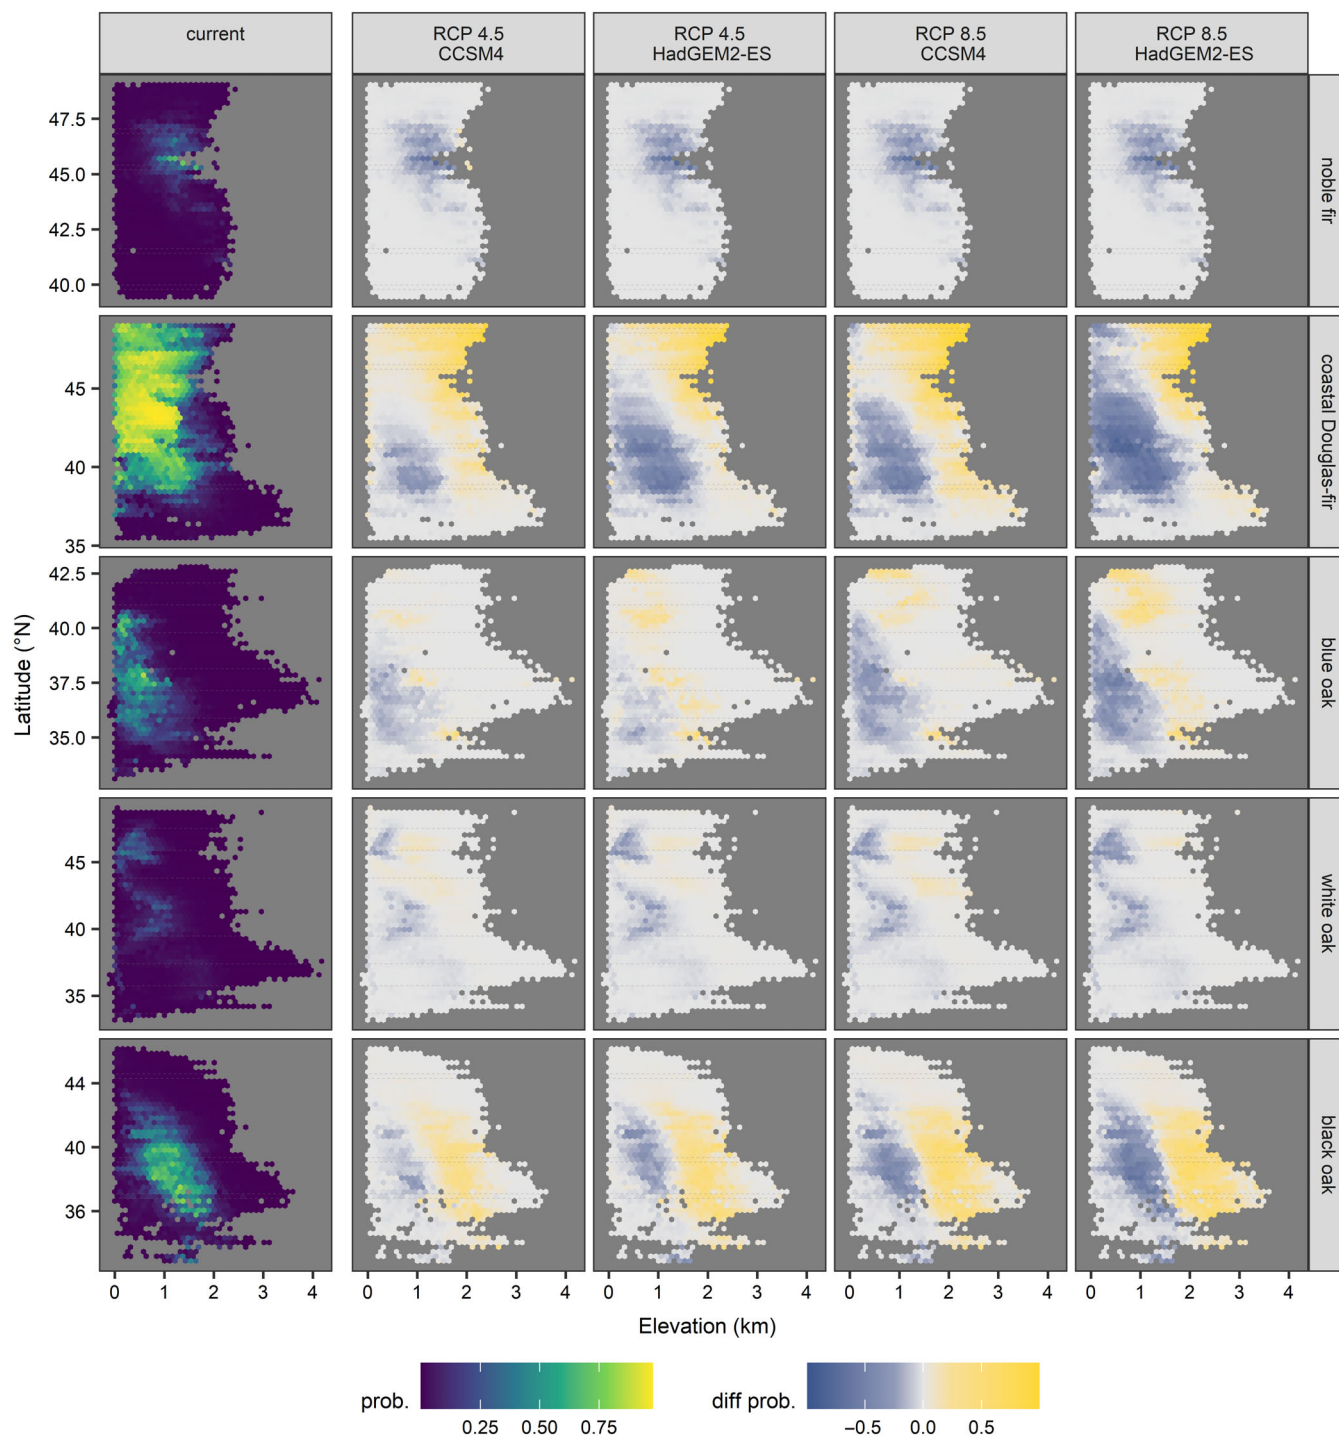 current
RCP 4.5
CCSM4
RCP 4.5
HadGEM2-ES
RCP 8.5
CCSM4
RCP 8.5
HadGEM2-ES
47.5
45.0
42.5
40.0
noble fir
45
40
35
coastal Douglas-fir
Latitude (°N)
42.5
40.0
37.5
35.0
blue oak
45
40
35
white oak
44
40
36
black oak
0 1 2 3 4 0 1 2 3 4 0 1 2 3 4 0 1 2 3 4 0 1 2 3 4
Elevation (km)
prob.
0.25 0.50 0.75
diff prob.
−0.5 0.0 0.5